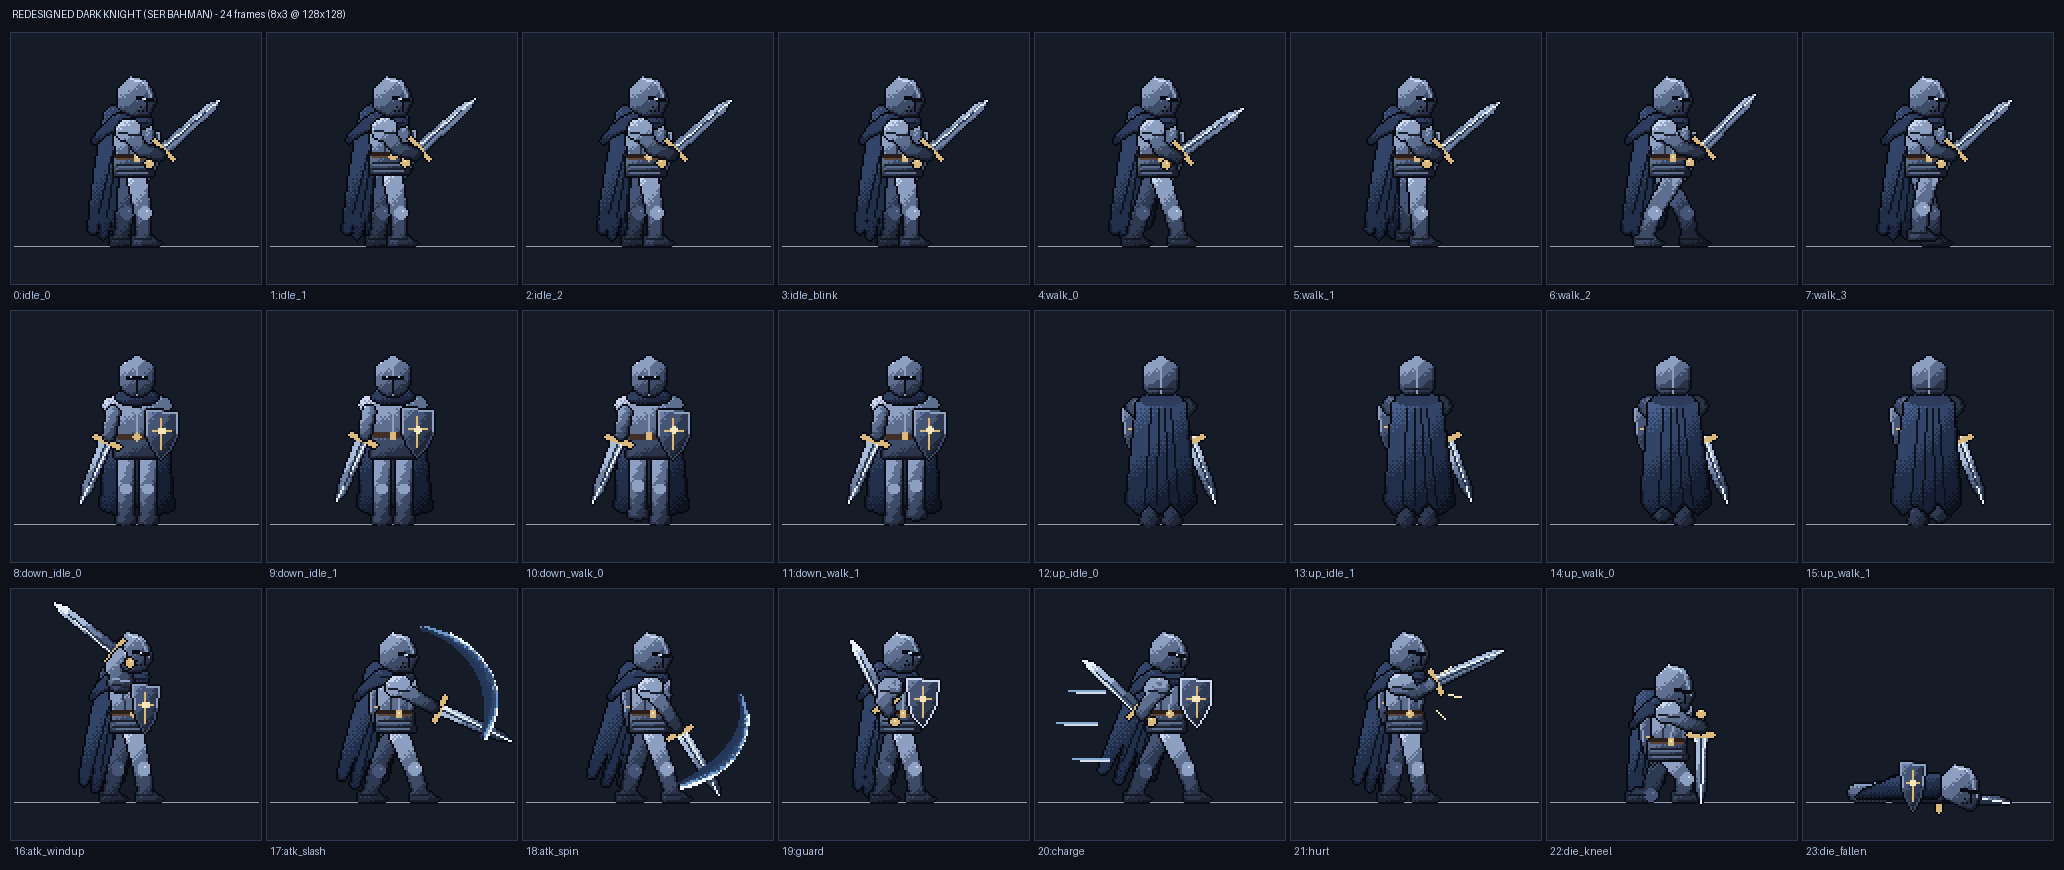 REDESIGNED DARK KNIGHT (SER BAHMAN) - 24 frames (8x3 @ 128x128)
0:idle_0 1:idle_1 2:idle_2 3:idle_blink 4:walk_0 5:walk_1 6:walk_2 7:walk_3
8:down_idle_0 9:down_idle_1 10:down_walk_0 11:down_walk_1 12:up_idle_0 13:up_idle_1 14:up_walk_0 15:up_walk_1
16:atk_windup 17:atk_slash 18:atk_spin 19:guard 20:charge 21:hurt 22:die_kneel 23:die_fallen